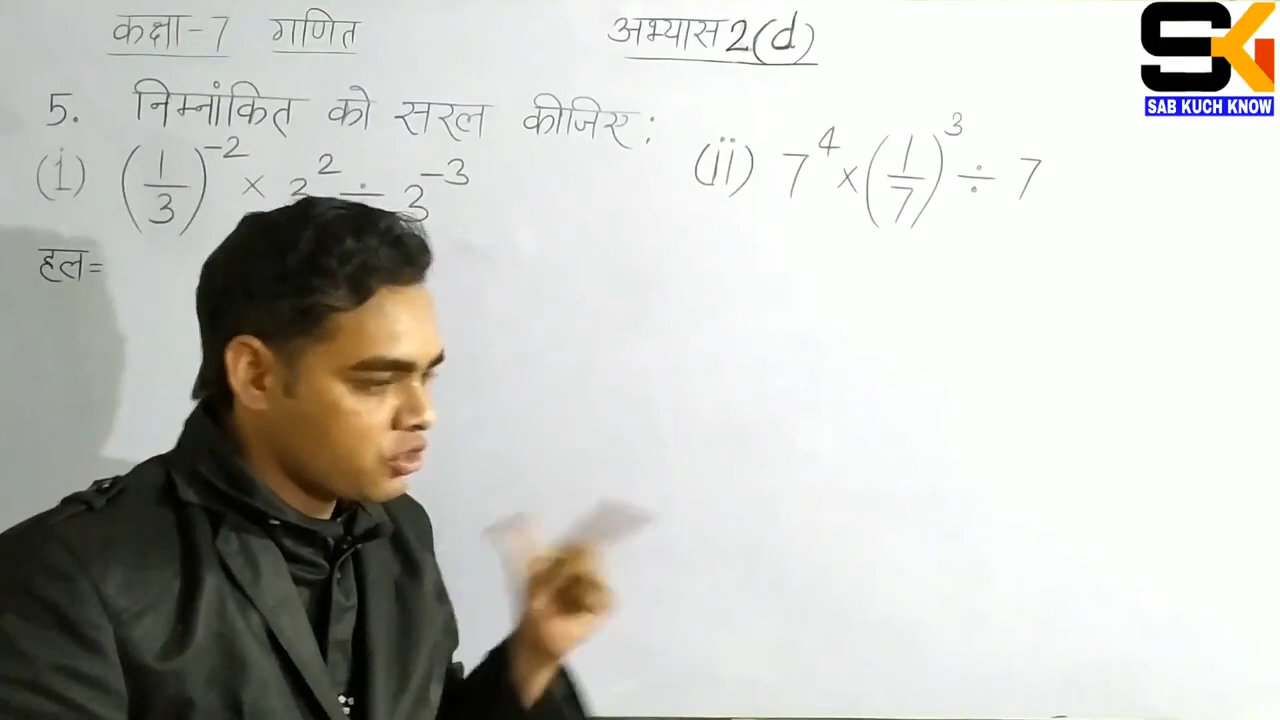 कक्षा-7 गणित अभ्यास 2(d)
5. निम्नांकित को सरल कीजिए:
(i) (1/3)^-2 × 3^2 ÷ 3^-3 (ii) 7^4 × (1/7)^3 ÷ 7
हल=
SK
SAB KUCH KNOW